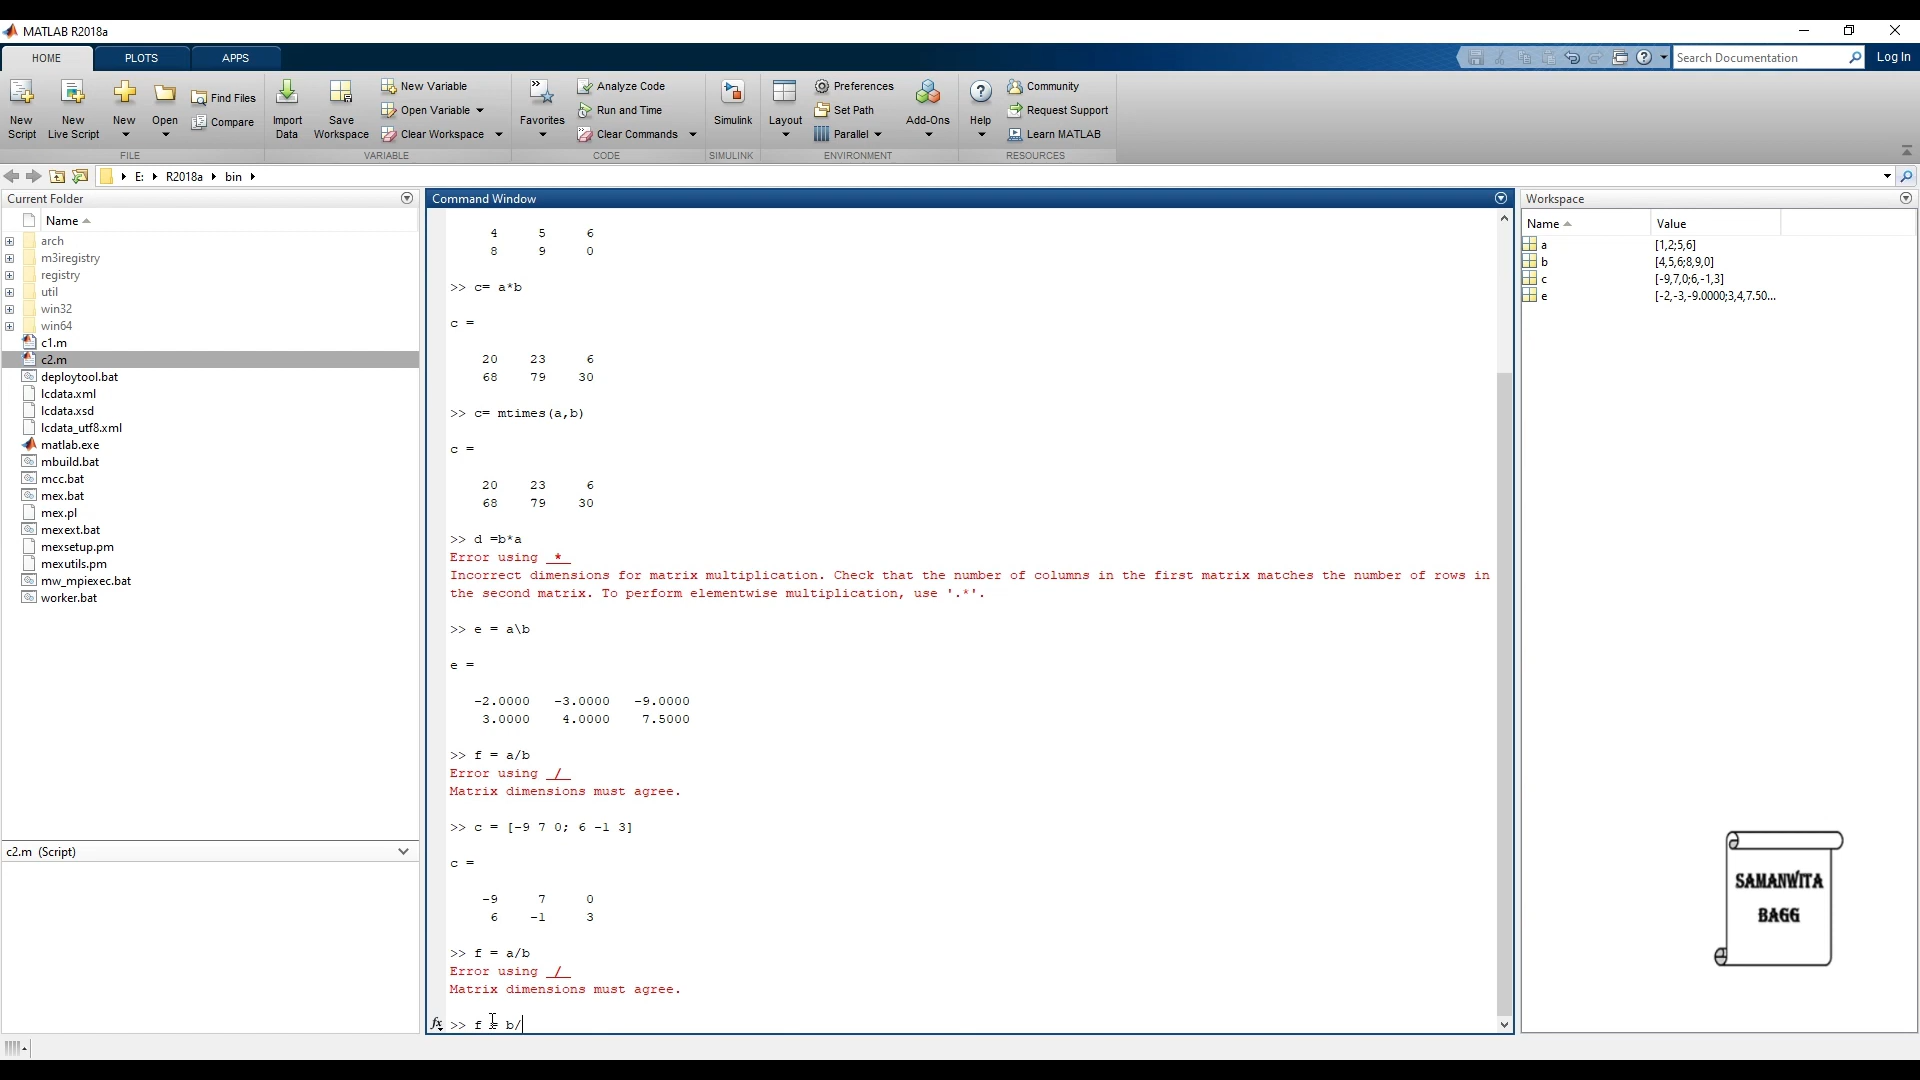 MATLAB R2018a
HOME PLOTS APPS
Search Documentation
Log In
New Script
New Live Script
New
Open
Find Files
Compare
FILE
Import Data
Save Workspace
New Variable
Open Variable
Clear Workspace
VARIABLE
Favorites
Analyze Code
Run and Time
Clear Commands
CODE
Simulink
SIMULINK
Layout
Preferences
Set Path
Parallel
Add-Ons
ENVIRONMENT
Help
Community
Request Support
Learn MATLAB
RESOURCES
E: R2018a bin
Current Folder
Name
arch
m3iregistry
registry
util
win32
win64
c1.m
c2.m
deploytool.bat
lcdata.xml
lcdata.xsd
lcdata_utf8.xml
matlab.exe
mbuild.bat
mcc.bat
mex.bat
mex.pl
mexext.bat
mexsetup.pm
mexutils.pm
mw_mpiexec.bat
worker.bat
c2.m (Script)
Command Window
4 5 6
8 9 0
>> c= a*b
c =
20 23 6
68 79 30
>> c= mtimes(a,b)
c =
20 23 6
68 79 30
>> d =b*a
Error using *
Incorrect dimensions for matrix multiplication. Check that the number of columns in the first matrix matches the number of rows in
the second matrix. To perform elementwise multiplication, use '.*'.
>> e = a\b
e =
-2.0000 -3.0000 -9.0000
3.0000 4.0000 7.5000
>> f = a/b
Error using /
Matrix dimensions must agree.
>> c = [-9 7 0; 6 -1 3]
c =
-9 7 0
6 -1 3
>> f = a/b
Error using /
Matrix dimensions must agree.
fx >> f = b/
Workspace
Name Value
a [1,2;5,6]
b [4,5,6;8,9,0]
c [-9,7,0;6,-1,3]
e [-2,-3,-9.0000;3,4,7.50...
SAMANWITA
BAGG